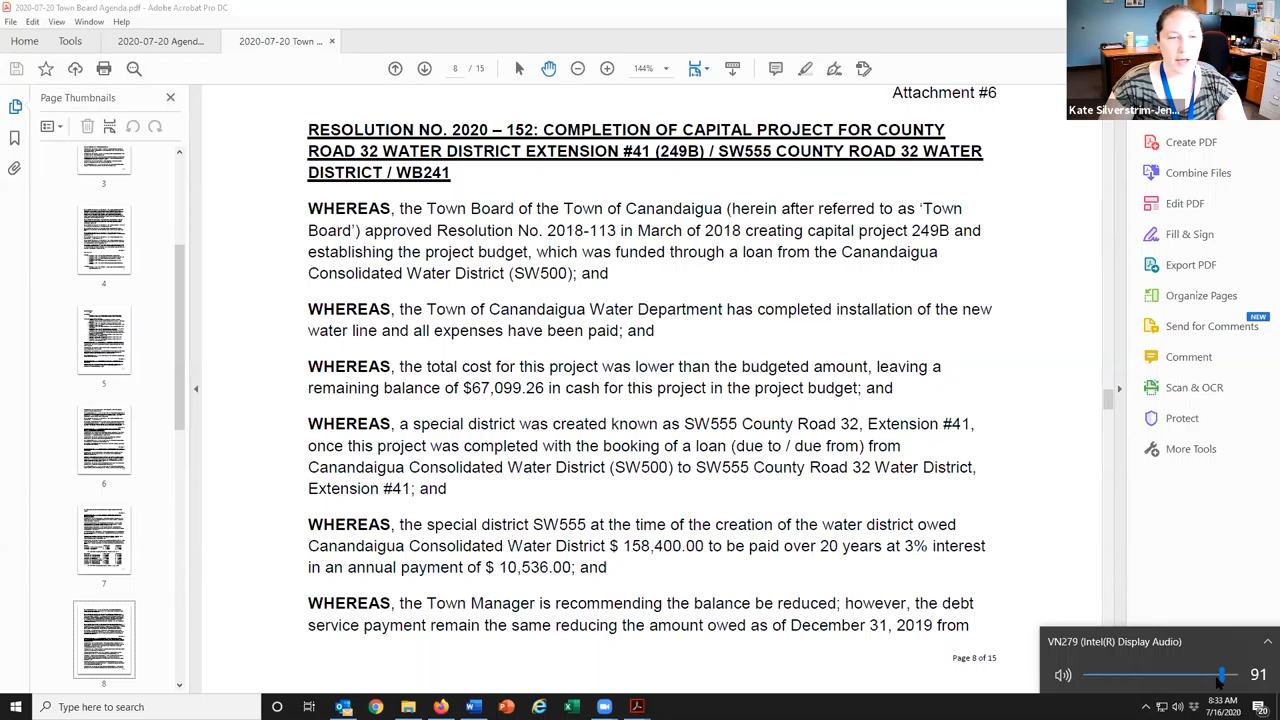 2020-07-20 Town Board Agenda.pdf - Adobe Acrobat Pro DC
File Edit View Window Help
Home Tools 2020-07-20 Agend... 2020-07-20 Town ... ×
144%
Page Thumbnails
3
4
5
6
7
8
Attachment #6
RESOLUTION NO. 2020 – 152: COMPLETION OF CAPITAL PROJECT FOR COUNTY
ROAD 32 WATER DISTRICT EXTENSION #41 (249B) / SW555 COUNTY ROAD 32 WATER
DISTRICT / WB241
WHEREAS, the Town Board of the Town of Canandaigua (herein after referred to as ‘Town
Board’) approved Resolution No. 2018-113 in March of 2018 creating capital project 249B and
establishing the project budget, which was funded through a loan from the Canandaigua
Consolidated Water District (SW500); and
WHEREAS, the Town of Canandaigua Water Department has completed installation of the new
water line and all expenses have been paid; and
WHEREAS, the total cost for this project was lower than the budgeted amount, leaving a
remaining balance of $67,099.26 in cash for this project in the project budget; and
WHEREAS, a special district was created known as SW555 County Road 32, Extension #41,
once the project was completed with the booking of a loan (due to / due from) from
Canandaigua Consolidated Water District (SW500) to SW555 County Road 32 Water District,
Extension #41; and
WHEREAS, the special district SW555 at the time of the creation of the water district owed
Canandaigua Consolidated Water District $ 158,400.00 to be paid over 20 years at 3% interest
in an annual payment of $ 10,536.00; and
WHEREAS, the Town Manager is recommending the balance be reduced; however, the debt
service payment remain the same reducing the amount owed as of December 31, 2019 from
Page 8 of 15
Kate Silverstrim-Jen...
Create PDF
Combine Files
Edit PDF
Fill & Sign
Export PDF
Organize Pages
NEW
Send for Comments
Comment
Scan & OCR
Protect
More Tools
VN279 (Intel(R) Display Audio)
91
Type here to search
8:33 AM
7/16/2020
20